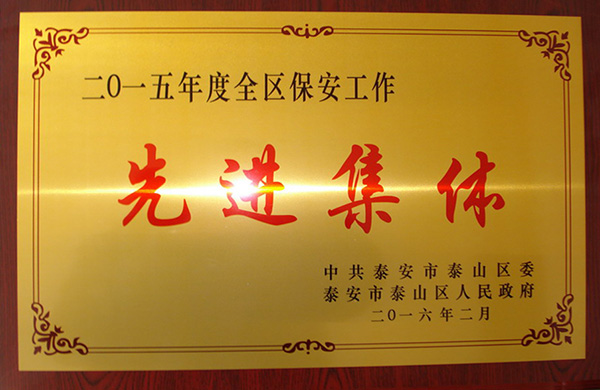 二〇一五年度全区保安工作
先进集体
中共泰安市泰山区委
泰安市泰山区人民政府
二〇一六年二月